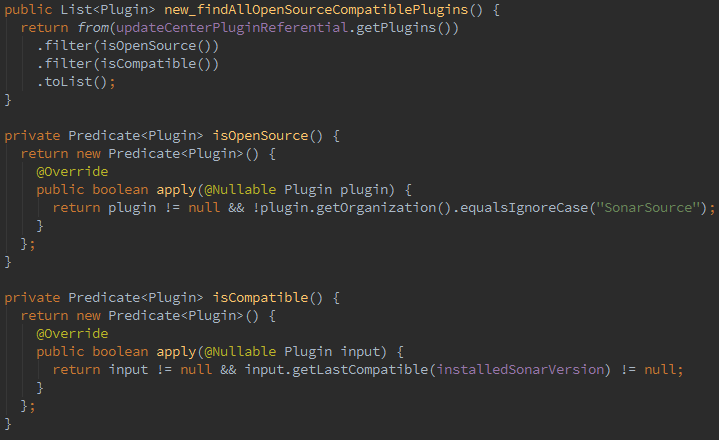 public List<Plugin> new_findAllOpenSourceCompatiblePlugins() {
  return from(updateCenterPluginReferential.getPlugins())
    .filter(isOpenSource())
    .filter(isCompatible())
    .toList();
}

private Predicate<Plugin> isOpenSource() {
  return new Predicate<Plugin>() {
    @Override
    public boolean apply(@Nullable Plugin plugin) {
      return plugin != null && !plugin.getOrganization().equalsIgnoreCase("SonarSource");
    }
  };
}

private Predicate<Plugin> isCompatible() {
  return new Predicate<Plugin>() {
    @Override
    public boolean apply(@Nullable Plugin input) {
      return input != null && input.getLastCompatible(installedSonarVersion) != null;
    }
  };
}